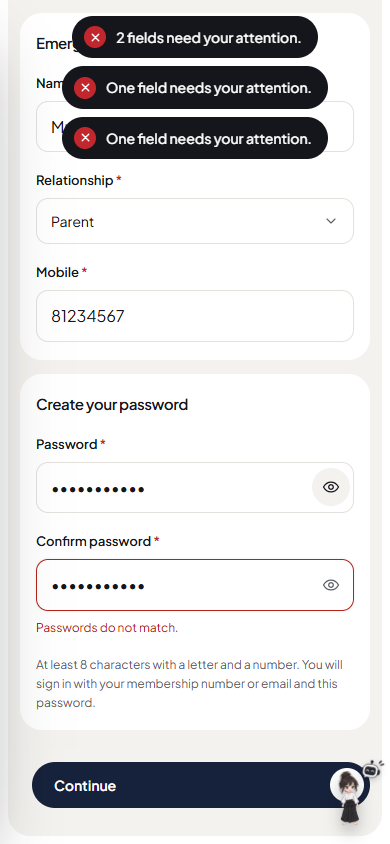 2 fields need your attention.
One field needs your attention.
One field needs your attention.
Relationship *
Parent
Mobile *
81234567
Create your password
Password *
•••••••••••
Confirm password *
•••••••••••
Passwords do not match.
At least 8 characters with a letter and a number. You will
sign in with your membership number or email and this
password.
Continue